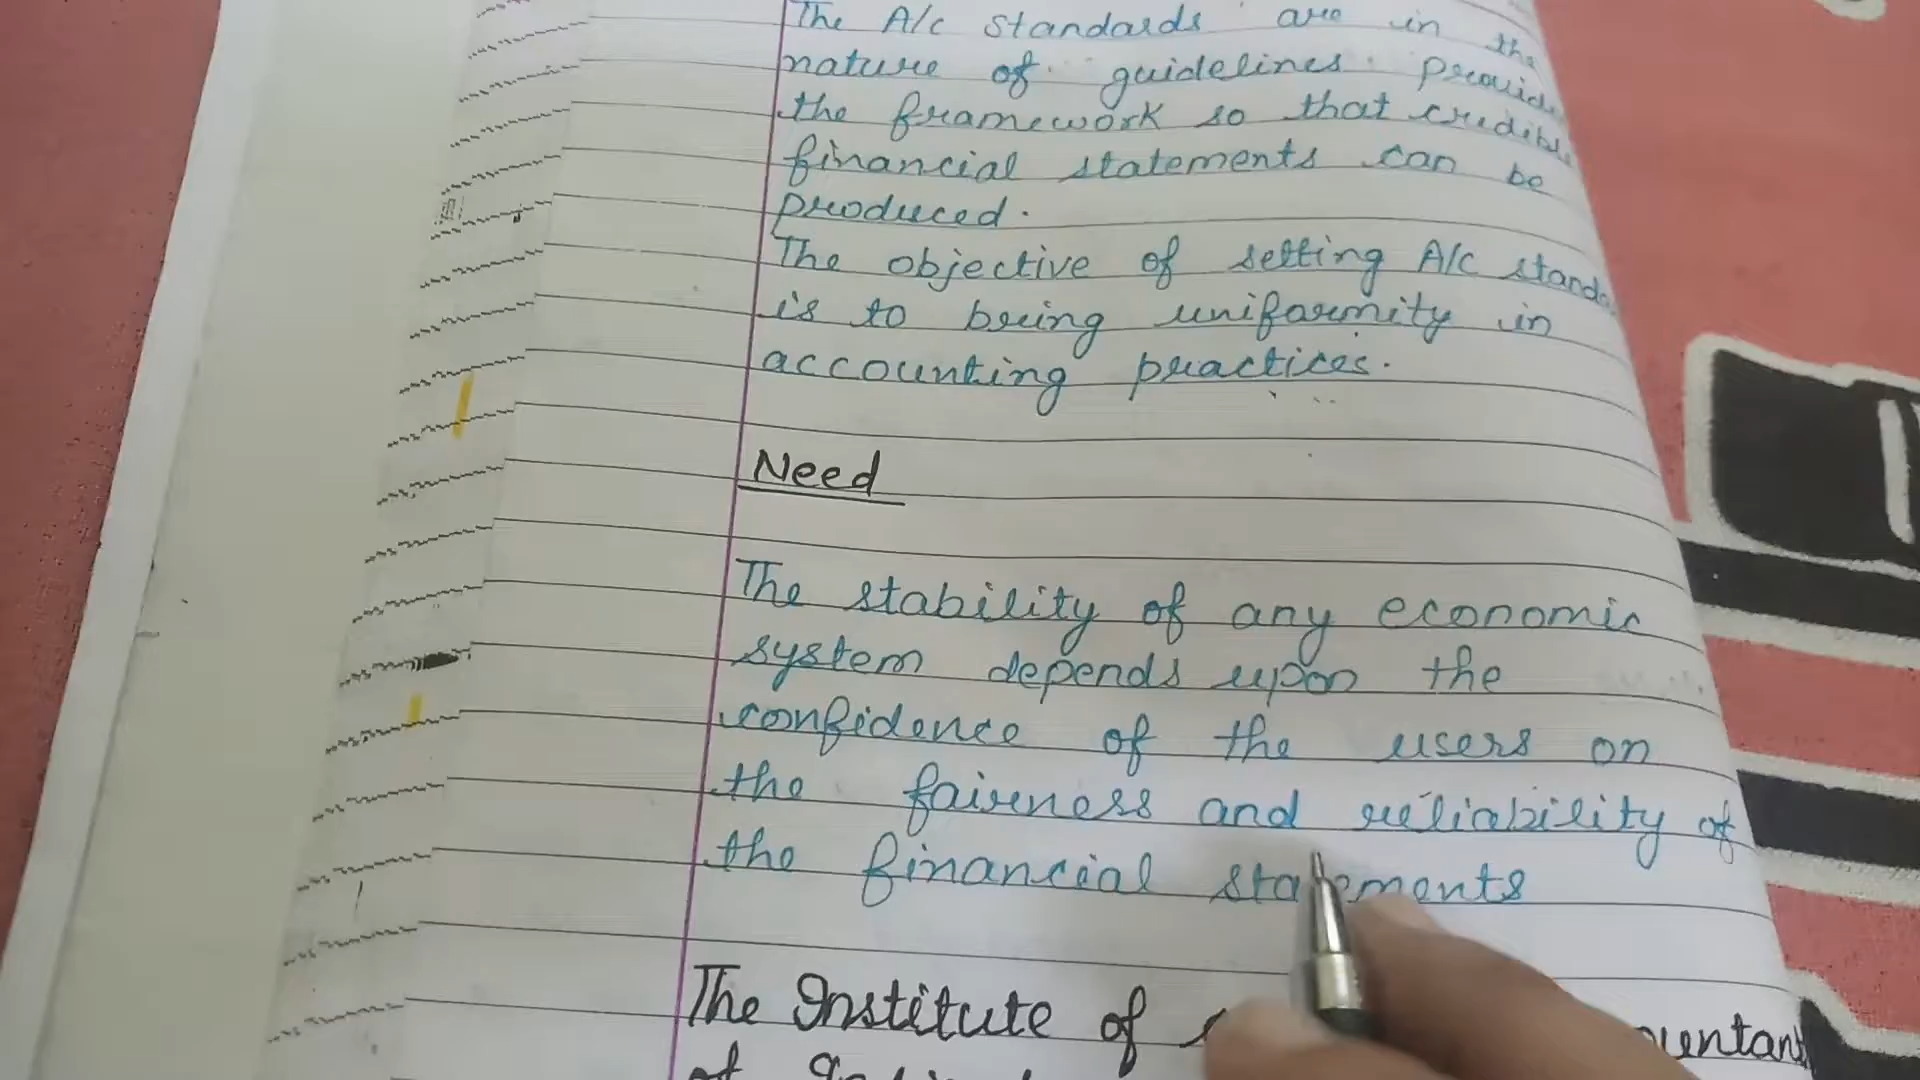 The A/c standards are in the
nature of guidelines. provide
the framework so that credible
financial statements can be
produced.
The objective of setting A/c standa
is to bring uniformity in
accounting practices.
Need
The stability of any economic
system depends upon the
confidence of the users on
the fairness and reliability of
the financial statements
The Institute of
of